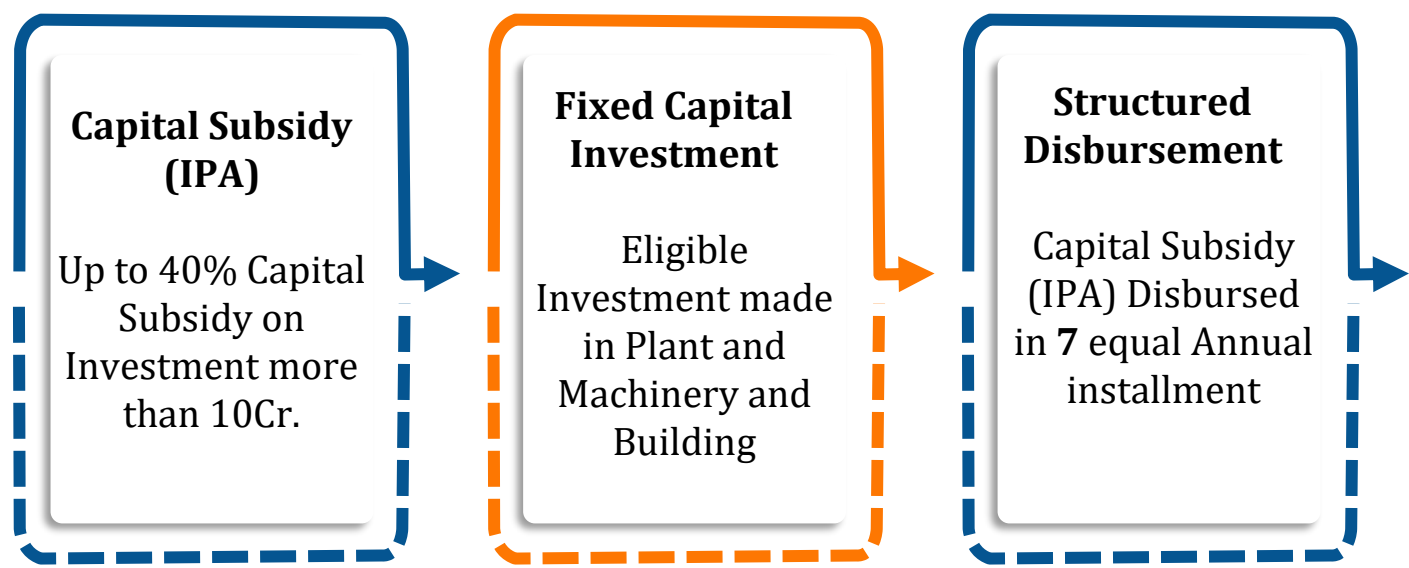 Capital Subsidy
(IPA)
Up to 40% Capital
Subsidy on
Investment more
than 10Cr.
Fixed Capital
Investment
Eligible
Investment made
in Plant and
Machinery and
Building
Structured
Disbursement
Capital Subsidy
(IPA) Disbursed
in 7 equal Annual
installment